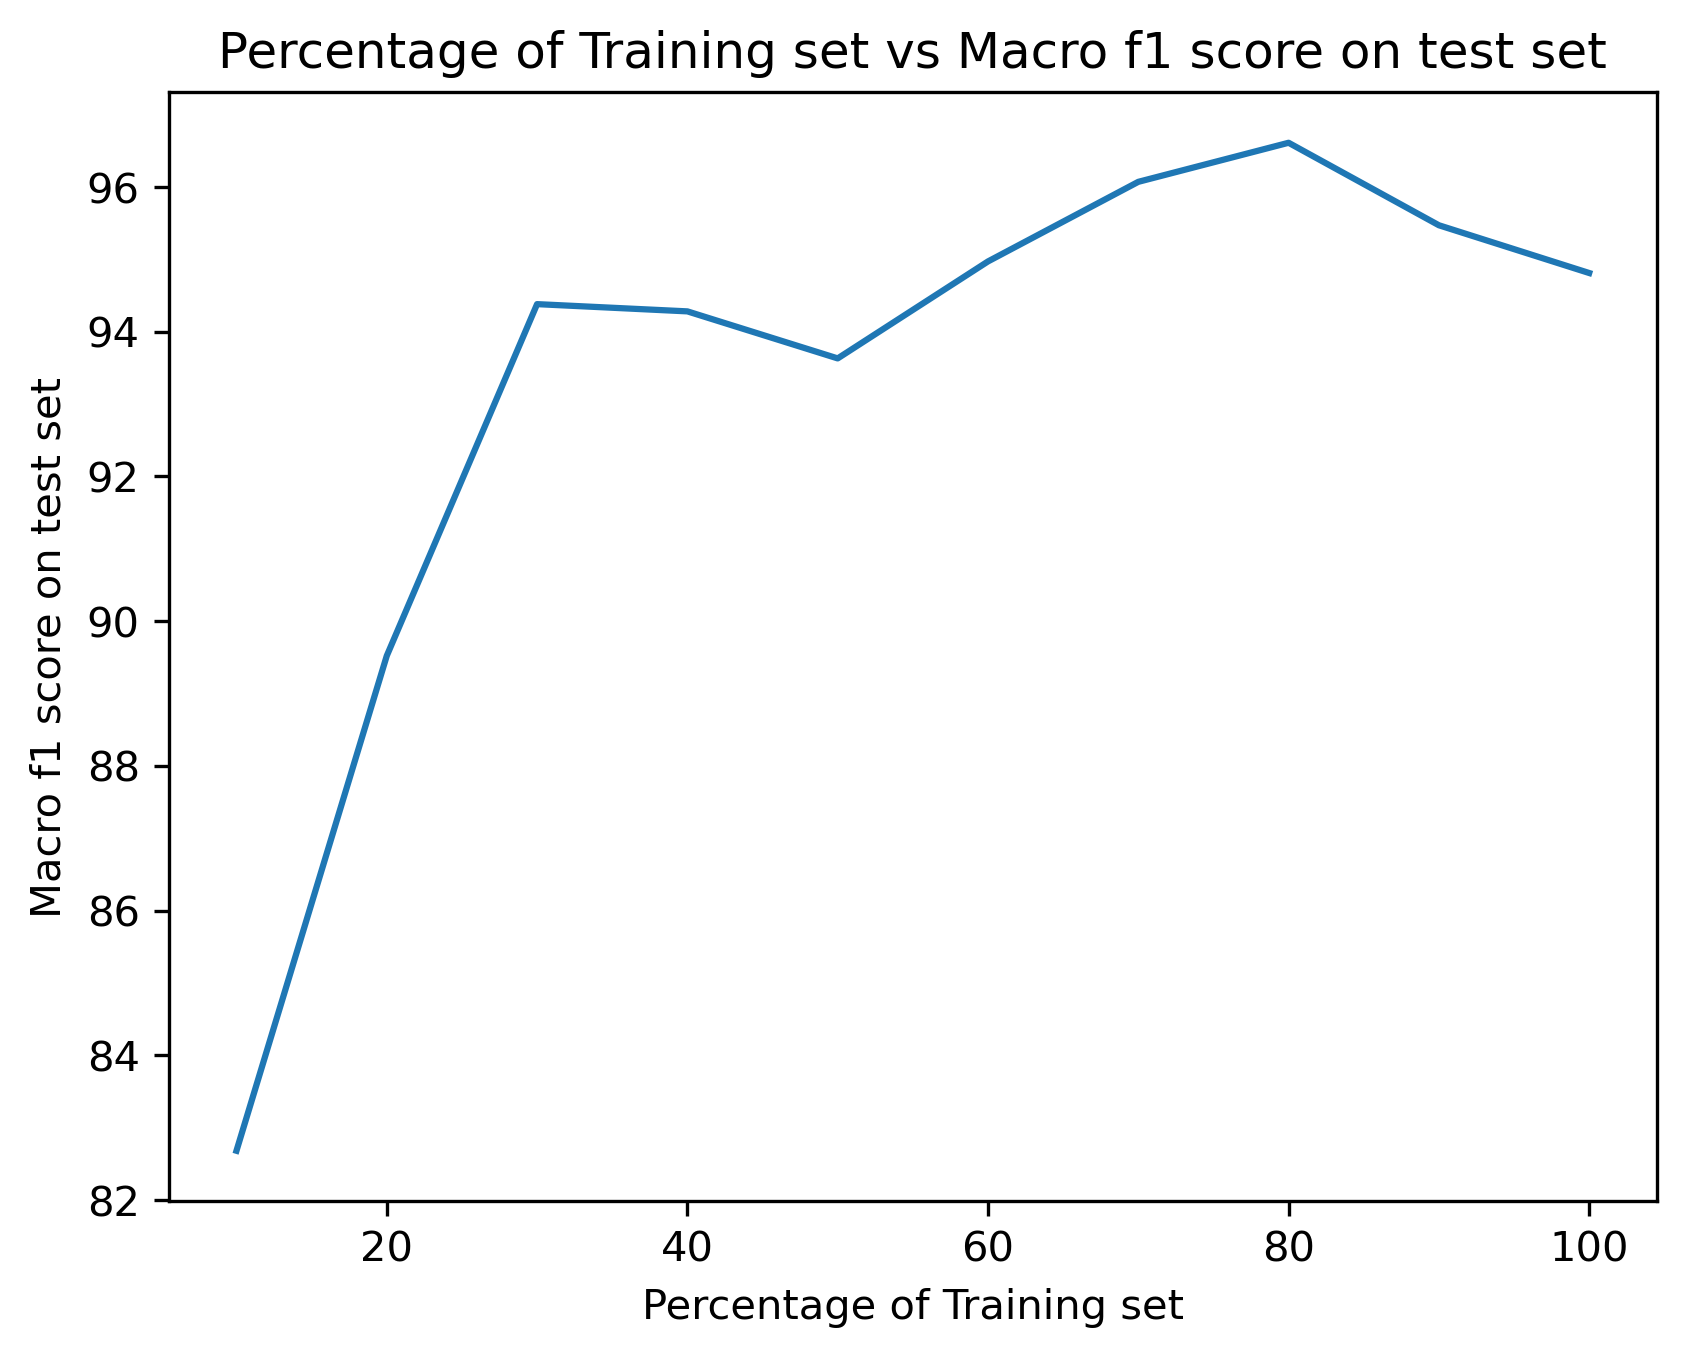 Percentage of Training set vs Macro f1 score on test set
96
94
92
90
88
86
84
82
Macro f1 score on test set
20 40 60 80 100
Percentage of Training set